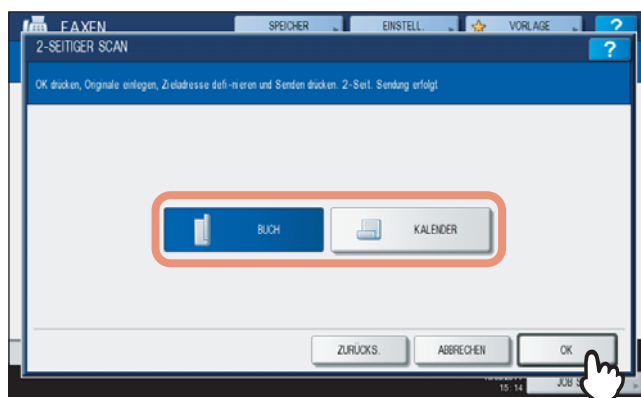 FAXEN SPEICHER EINSTELL. VORLAGE ?
2-SEITIGER SCAN ?
OK drücken, Originale einlegen, Zieladresse defi-nieren und Senden drücken. 2-Seit. Sendung erfolgt
BUCH KALENDER
ZURÜCKS. ABBRECHEN OK
15:14 JOB